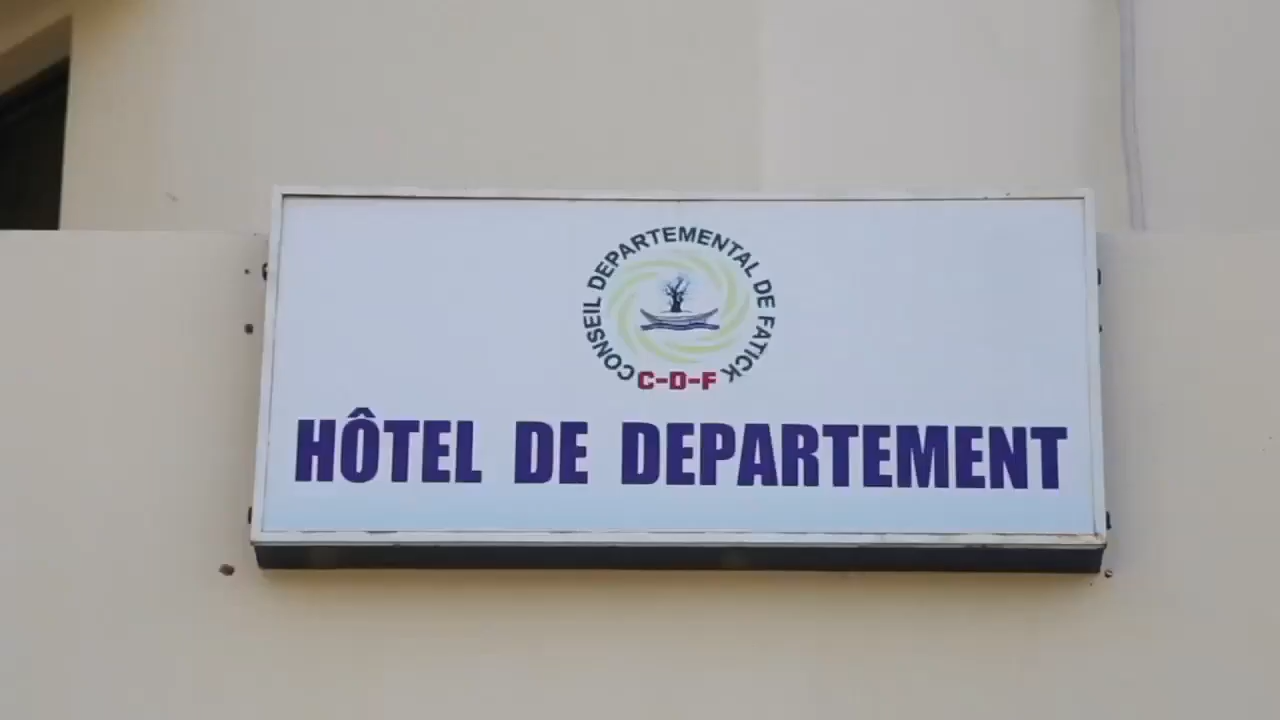 CONSEIL DEPARTEMENTAL DE FATICK
C-D-F
HÔTEL DE DEPARTEMENT